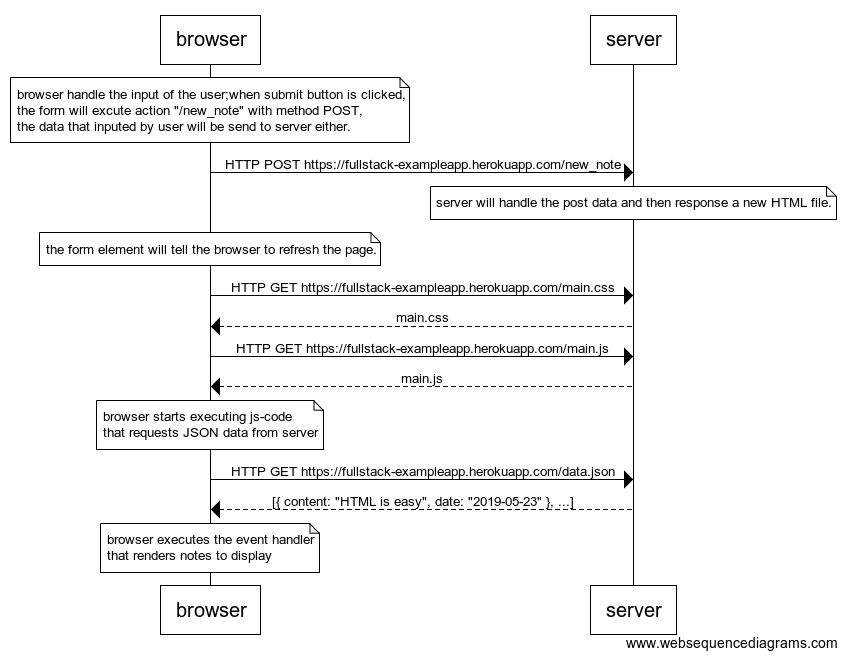 browser
server
browser handle the input of the user;when submit button is clicked,
the form will excute action "/new_note" with method POST,
the data that inputed by user will be send to server either.
HTTP POST https://fullstack-exampleapp.herokuapp.com/new_note
server will handle the post data and then response a new HTML file.
the form element will tell the browser to refresh the page.
HTTP GET https://fullstack-exampleapp.herokuapp.com/main.css
main.css
HTTP GET https://fullstack-exampleapp.herokuapp.com/main.js
main.js
browser starts executing js-code
that requests JSON data from server
HTTP GET https://fullstack-exampleapp.herokuapp.com/data.json
[{ content: "HTML is easy", date: "2019-05-23" }, ...]
browser executes the event handler
that renders notes to display
browser
server
www.websequencediagrams.com